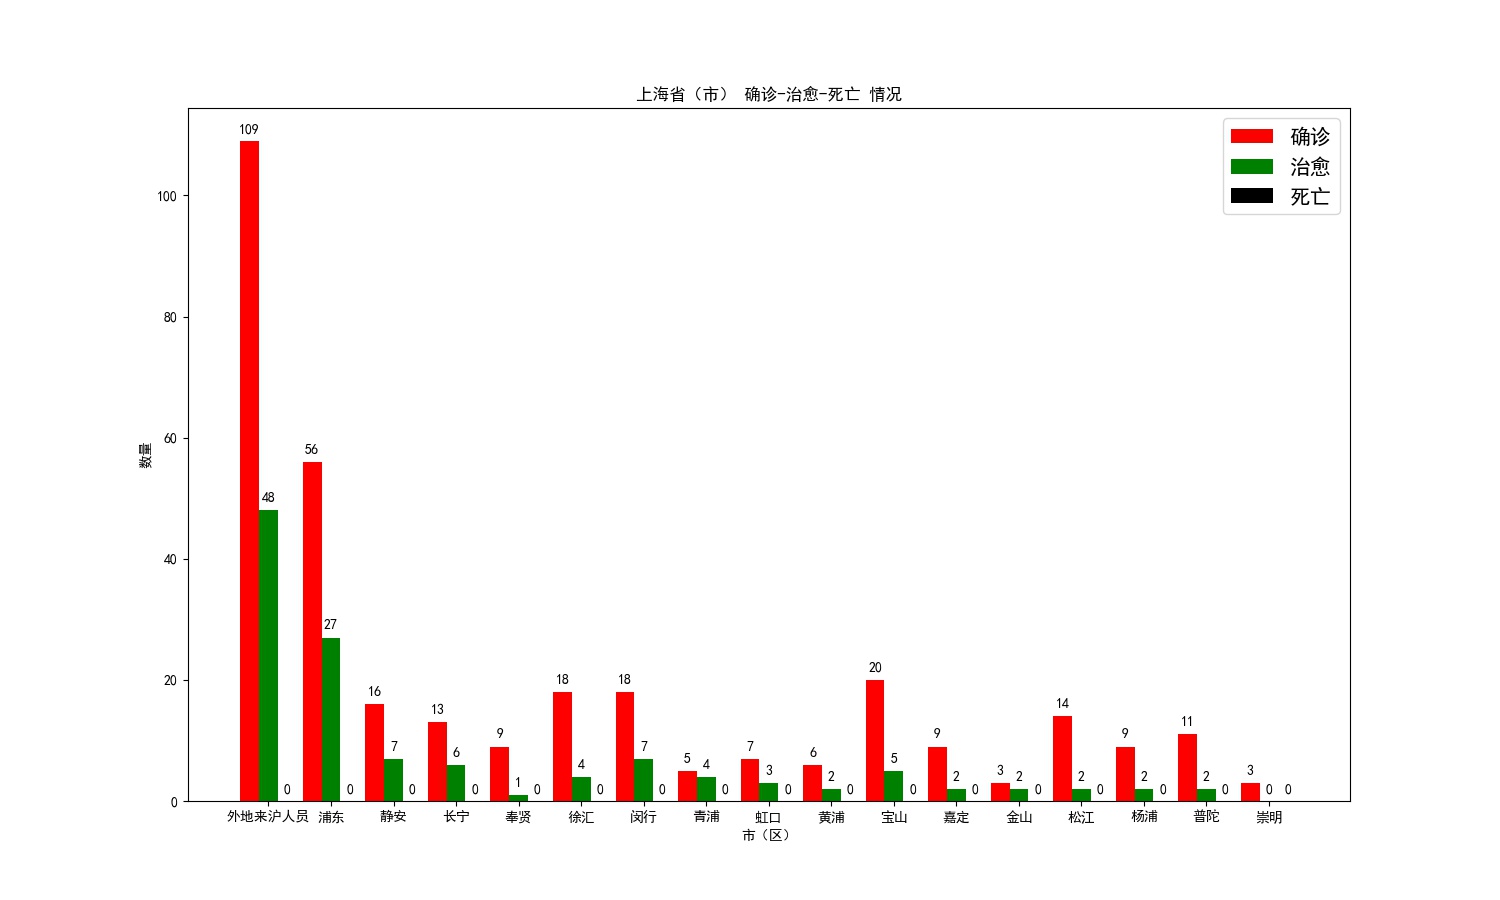 上海省（市） 确诊-治愈-死亡 情况
确诊
治愈
死亡
数量
100
80
60
40
20
0
109 48 0
56 27 0
16 7 0
13 6 0
9 1 0
18 4 0
18 7 0
5 4 0
7 3 0
6 2 0
20 5 0
9 2 0
3 2 0
14 2 0
9 2 0
11 2 0
3 0 0
外地来沪人员 浦东 静安 长宁 奉贤 徐汇 闵行 青浦 虹口 黄浦 宝山 嘉定 金山 松江 杨浦 普陀 崇明
市（区）